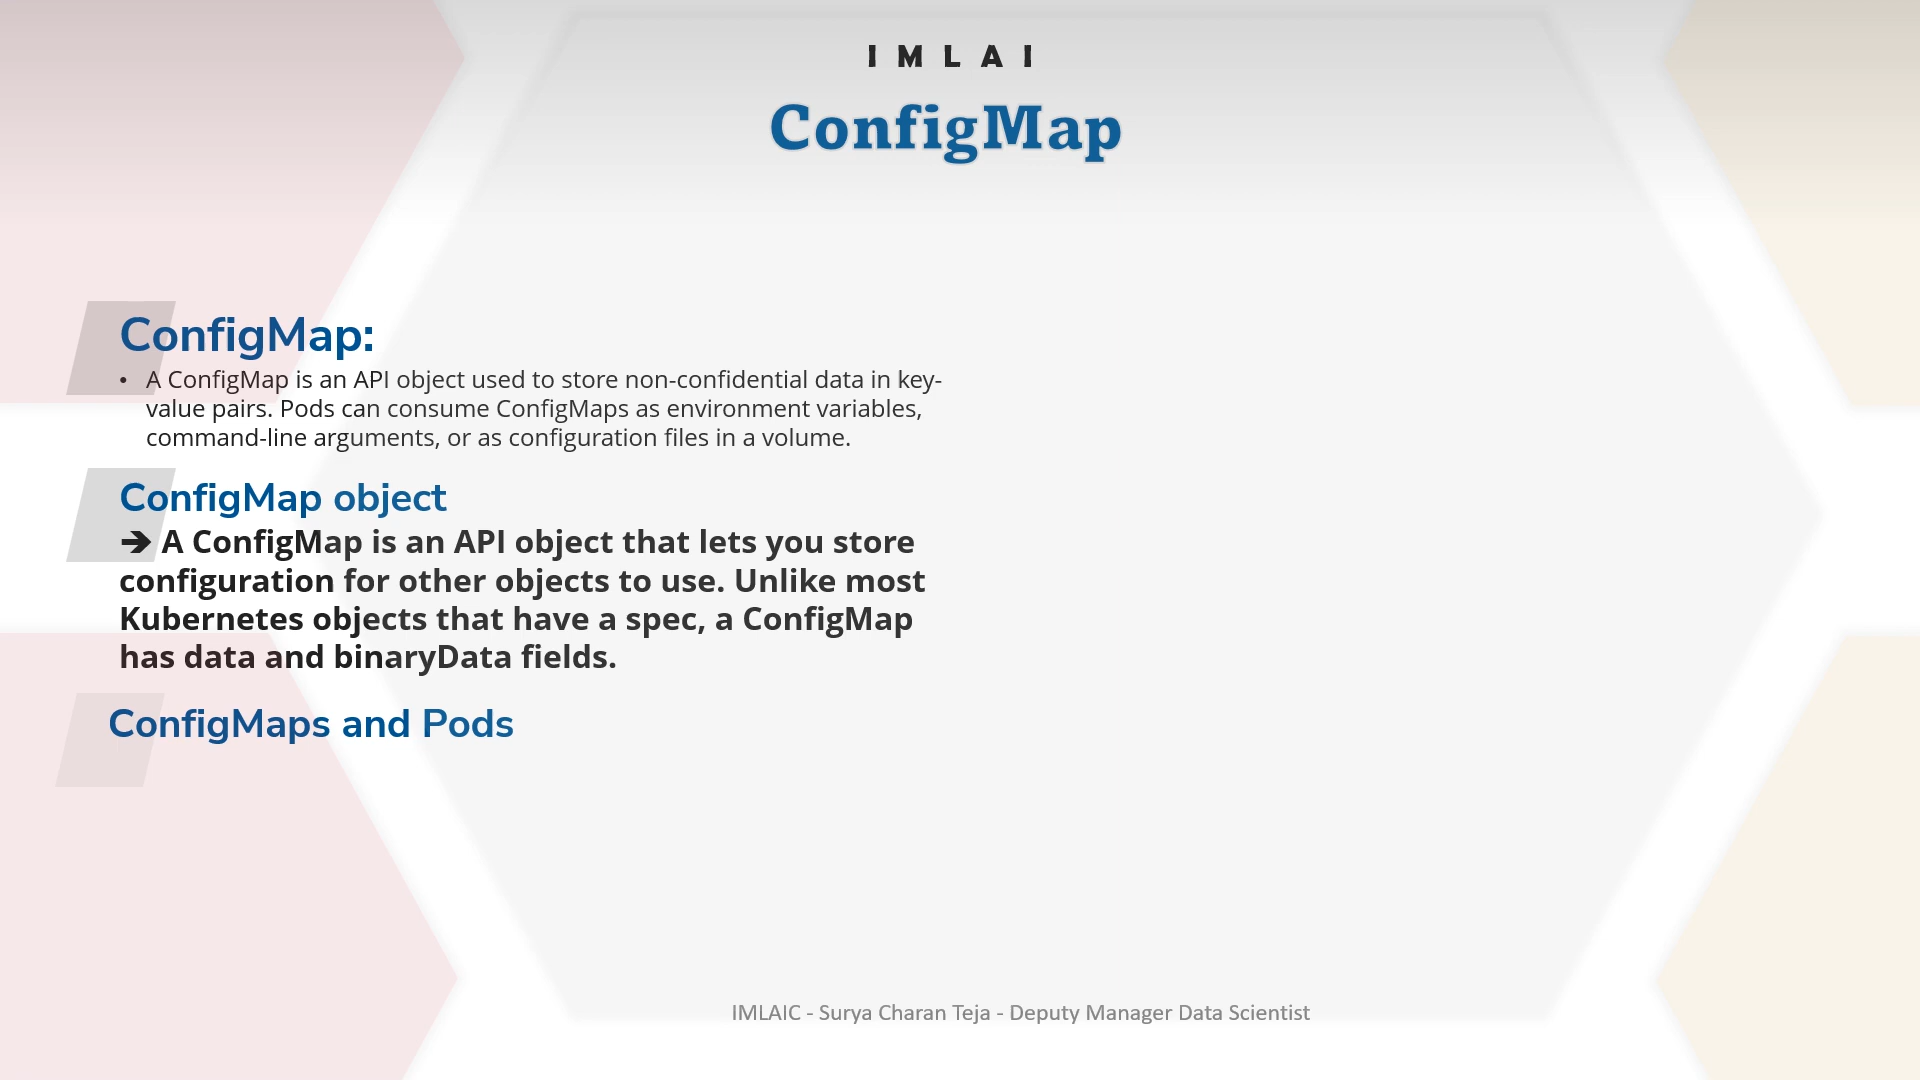 IMLAI
ConfigMap
ConfigMap:
• A ConfigMap is an API object used to store non-confidential data in key-
value pairs. Pods can consume ConfigMaps as environment variables,
command-line arguments, or as configuration files in a volume.
ConfigMap object
➔ A ConfigMap is an API object that lets you store
configuration for other objects to use. Unlike most
Kubernetes objects that have a spec, a ConfigMap
has data and binaryData fields.
ConfigMaps and Pods
IMLAIC - Surya Charan Teja - Deputy Manager Data Scientist